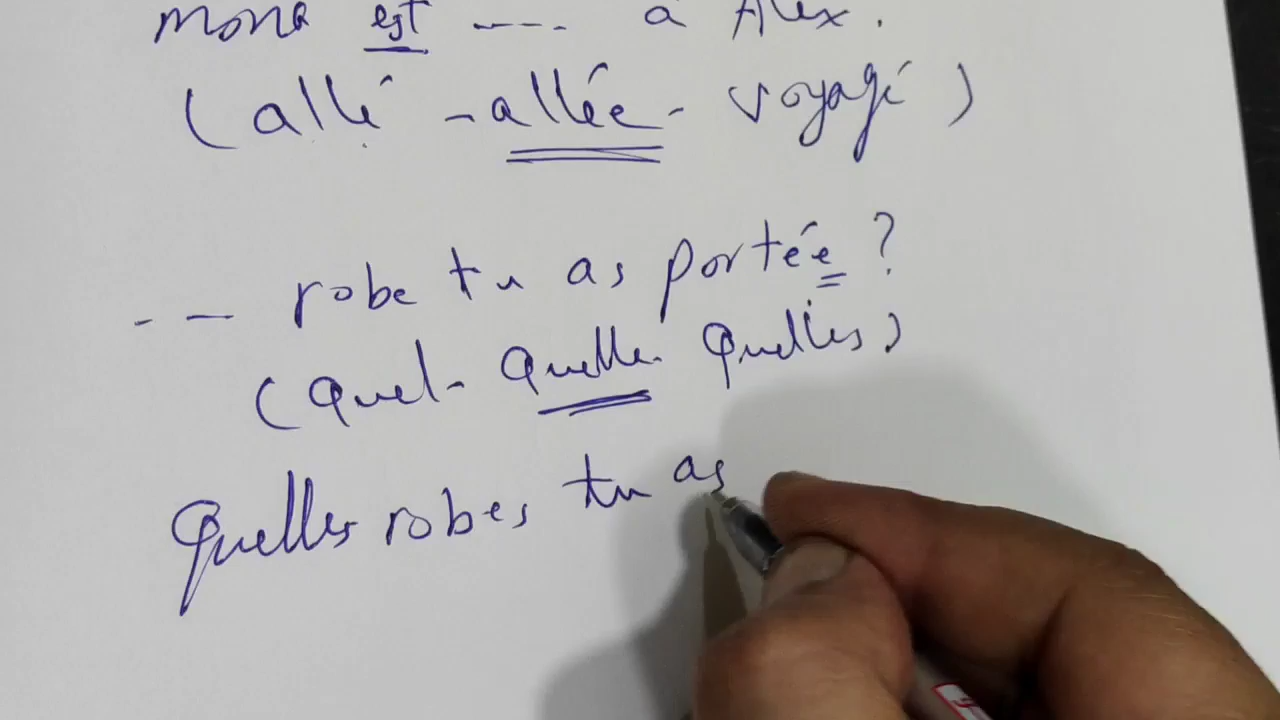 mona est ---. à Alex.
(allé - allée - voyagé)
-- robe tu as portée ?
(Quel - Quelle - Quelles)
Quelles robes tu as